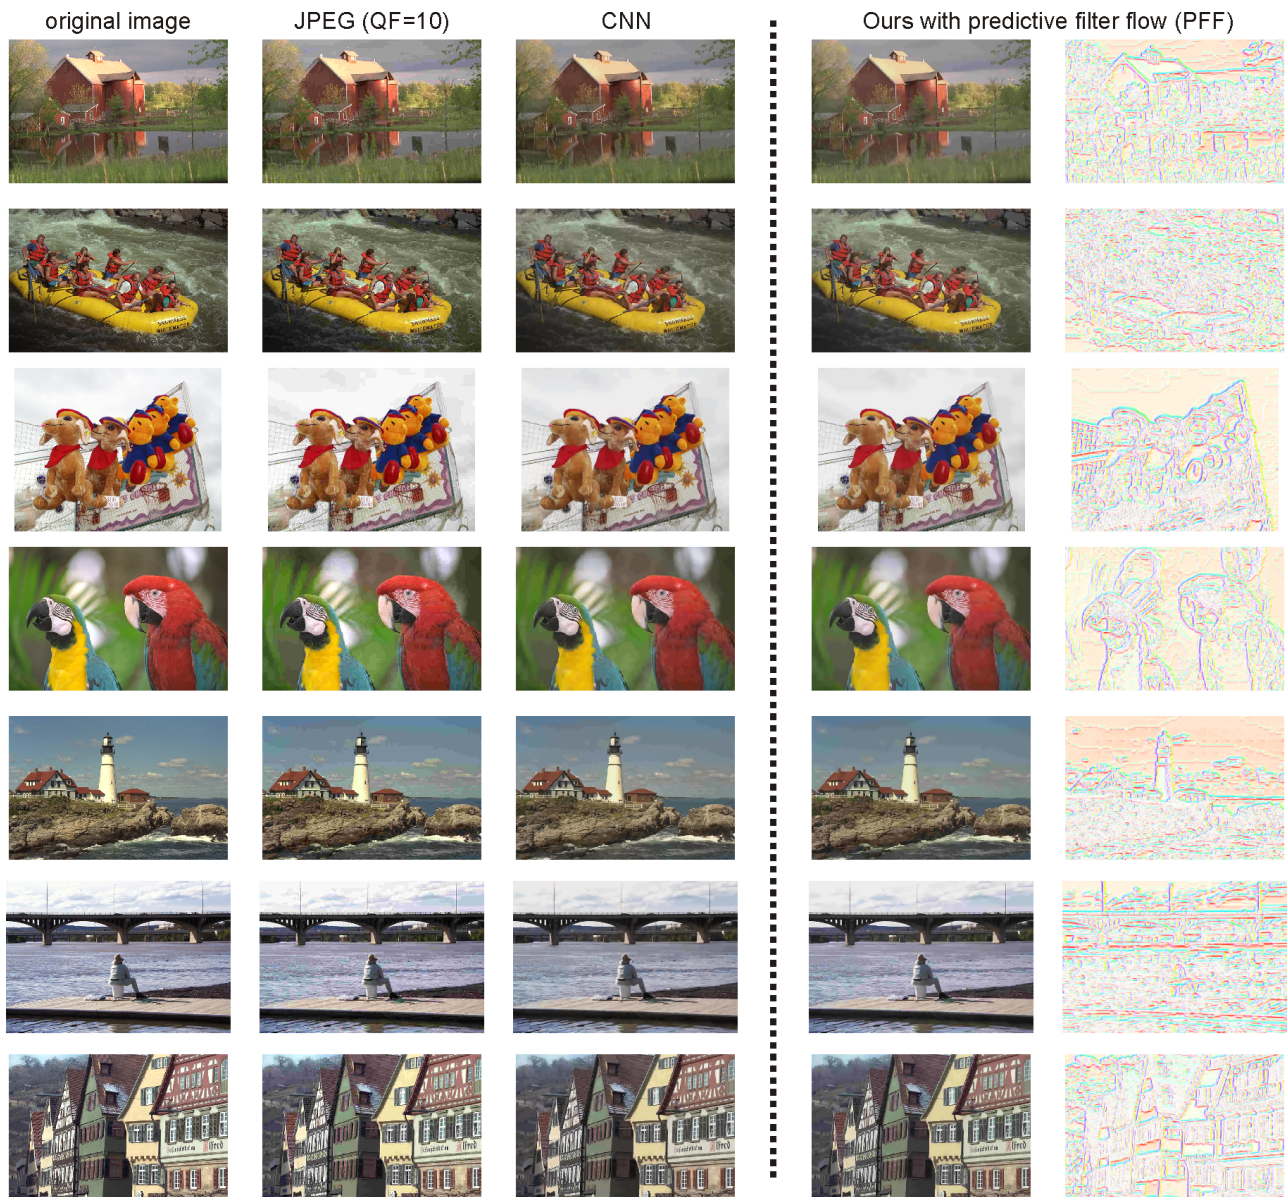 original image
JPEG (QF=10)
CNN
Ours with predictive filter flow (PFF)